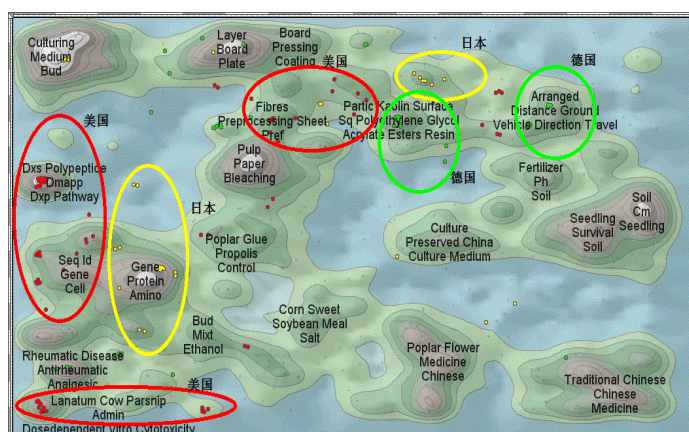 Culturing
Medium
Bud
Layer
Board
Plate
Board
Pressing
Coating
美国
日本
德国
Arranged
Distance Ground
Vehicle Direction Travel
Fibres
Preprocessing Sheet
Pref
Partic Kaolin Surface
Sq Polyethylene Glycol
Acrylate Esters Resin
美国
Dxs Polypeptide
Dmapp
Dxp Pathway
Pulp
Paper
Bleaching
德国
Fertilizer
Ph
Soil
Soil
Cm
Seedling
Seedling
Survival
Soil
日本
Poplar Glue
Propolis
Control
Culture
Preserved China
Culture Medium
Seq Id
Gene
Cell
Gene
Protein
Amino
Corn Sweet
Soybean Meal
Salt
Bud
Mixt
Ethanol
Rheumatic Disease
Antirheumatic
Analgesic
Poplar Flower
Medicine
Chinese
Traditional Chinese
Chinese
Medicine
美国
Lanatum Cow Parsnip
Admin
Dosedependent Vitro Cytotoxicity